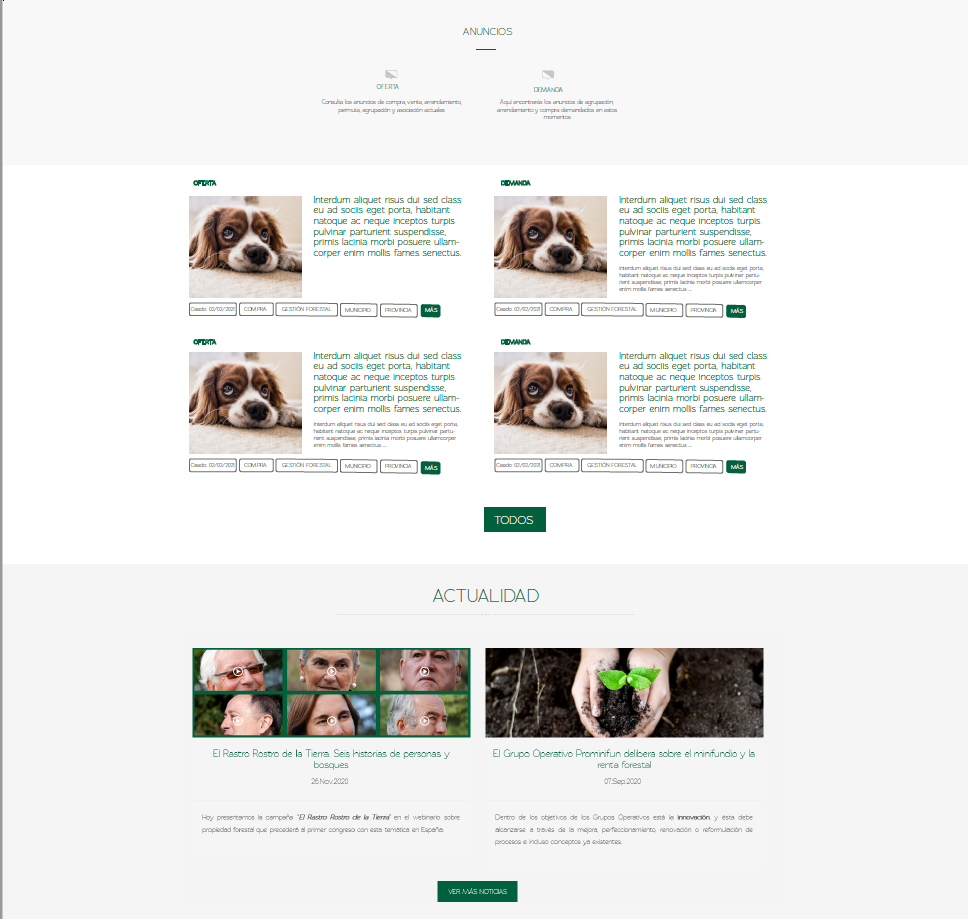 ANUNCIOS
OFERTA
Consulta los anuncios de compra, venta, arrendamiento,
permuta, agrupación y asociación actuales
DEMANDA
Aquí encontrarás los anuncios de agrupación,
arrendamiento y compra demandados en estos
momentos
OFERTA
Interdum aliquet risus dui sed class
eu ad sociis eget porta, habitant
natoque ac neque inceptos turpis
pulvinar parturient suspendisse,
primis lacinia morbi posuere ullam-
corper enim mollis fames senectus.
Creado: 02/02/2021 COMPRA GESTIÓN FORESTAL MUNICIPIO PROVINCIA MÁS
DEMANDA
Interdum aliquet risus dui sed class
eu ad sociis eget porta, habitant
natoque ac neque inceptos turpis
pulvinar parturient suspendisse,
primis lacinia morbi posuere ullam-
corper enim mollis fames senectus.
Interdum aliquet risus dui sed class eu ad sociis eget porta,
habitant natoque ac neque inceptos turpis pulvinar partu-
rient suspendisse, primis lacinia morbi posuere ullamcorper
enim mollis fames senectus ...
Creado: 02/02/2021 COMPRA GESTIÓN FORESTAL MUNICIPIO PROVINCIA MÁS
OFERTA
Interdum aliquet risus dui sed class
eu ad sociis eget porta, habitant
natoque ac neque inceptos turpis
pulvinar parturient suspendisse,
primis lacinia morbi posuere ullam-
corper enim mollis fames senectus.
Interdum aliquet risus dui sed class eu ad sociis eget porta,
habitant natoque ac neque inceptos turpis pulvinar partu-
rient suspendisse, primis lacinia morbi posuere ullamcorper
enim mollis fames senectus ...
Creado: 02/02/2021 COMPRA GESTIÓN FORESTAL MUNICIPIO PROVINCIA MÁS
DEMANDA
Interdum aliquet risus dui sed class
eu ad sociis eget porta, habitant
natoque ac neque inceptos turpis
pulvinar parturient suspendisse,
primis lacinia morbi posuere ullam-
corper enim mollis fames senectus.
Interdum aliquet risus dui sed class eu ad sociis eget porta,
habitant natoque ac neque inceptos turpis pulvinar partu-
rient suspendisse, primis lacinia morbi posuere ullamcorper
enim mollis fames senectus ...
Creado: 02/02/2021 COMPRA GESTIÓN FORESTAL MUNICIPIO PROVINCIA MÁS
TODOS
ACTUALIDAD
El Rastro Rostro de la Tierra. Seis historias de personas y
bosques
26.Nov.2020
Hoy presentamos la campaña "El Rastro Rostro de la Tierra" en el webinario sobre
propiedad forestal que precederá al primer congreso con esta temática en España.
El Grupo Operativo Prominifun delibera sobre el minifundio y la
renta forestal
07.Sep.2020
Dentro de los objetivos de los Grupos Operativos está la innovación, y ésta debe
alcanzarse a través de la mejora, perfeccionamiento, renovación o reformulación de
procesos e incluso conceptos ya existentes.
VER MÁS NOTICIAS